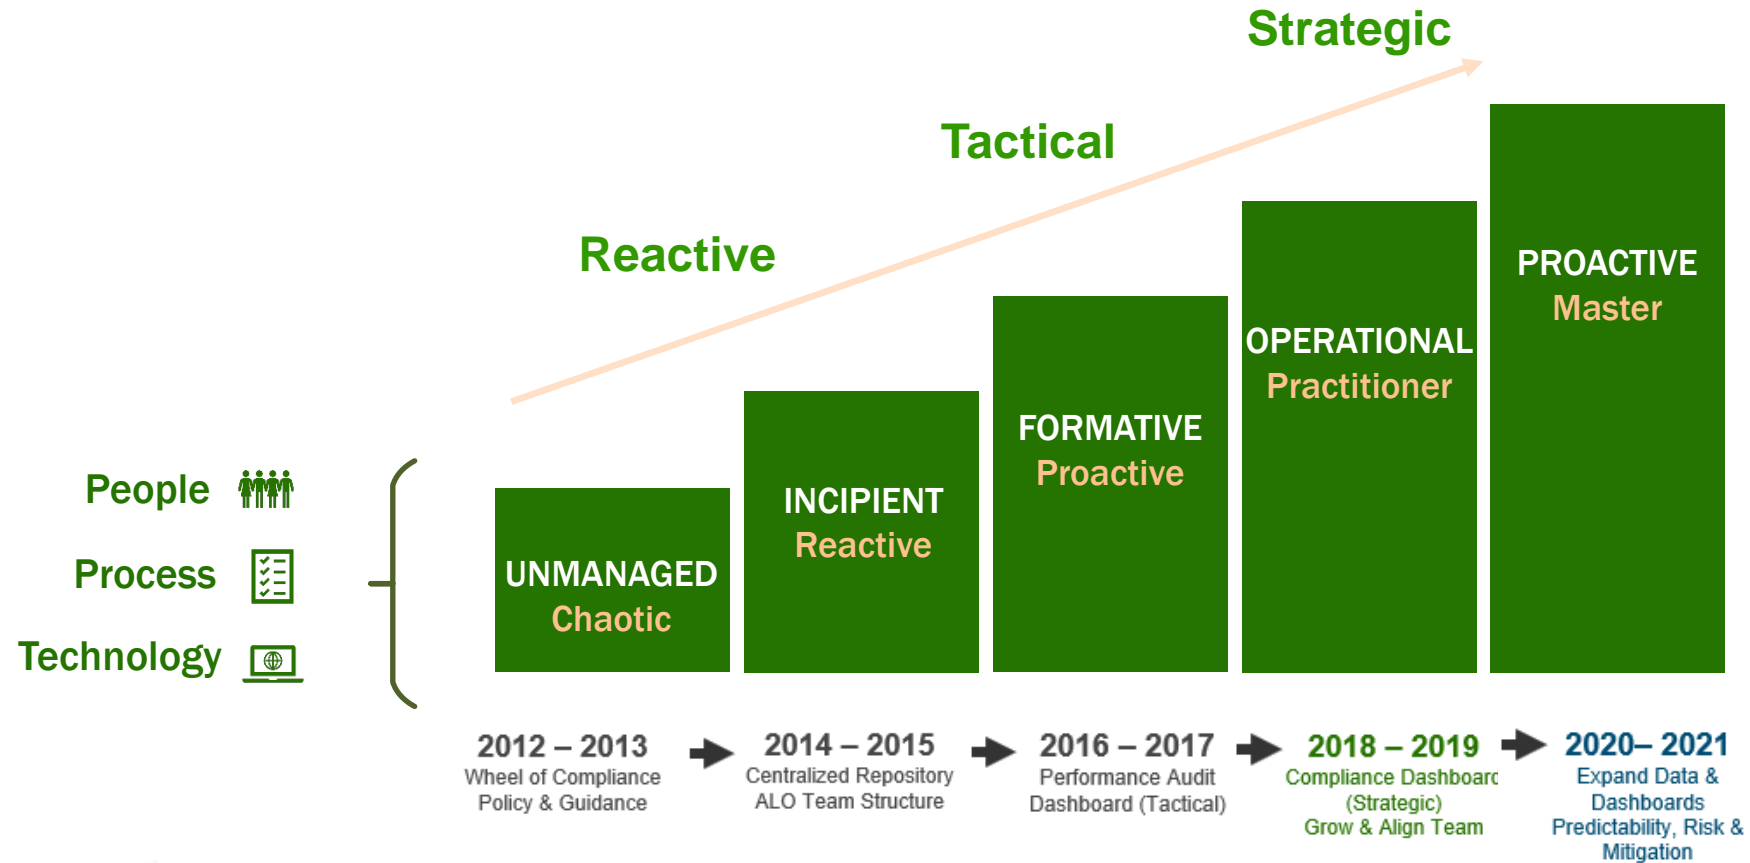 Strategic
Tactical
Reactive
People
Process
Technology
UNMANAGED
Chaotic
INCIPIENT
Reactive
FORMATIVE
Proactive
OPERATIONAL
Practitioner
PROACTIVE
Master
2012 – 2013
Wheel of Compliance
Policy & Guidance
2014 – 2015
Centralized Repository
ALO Team Structure
2016 – 2017
Performance Audit
Dashboard (Tactical)
2018 – 2019
Compliance Dashboard
(Strategic)
Grow & Align Team
2020– 2021
Expand Data &
Dashboards
Predictability, Risk &
Mitigation